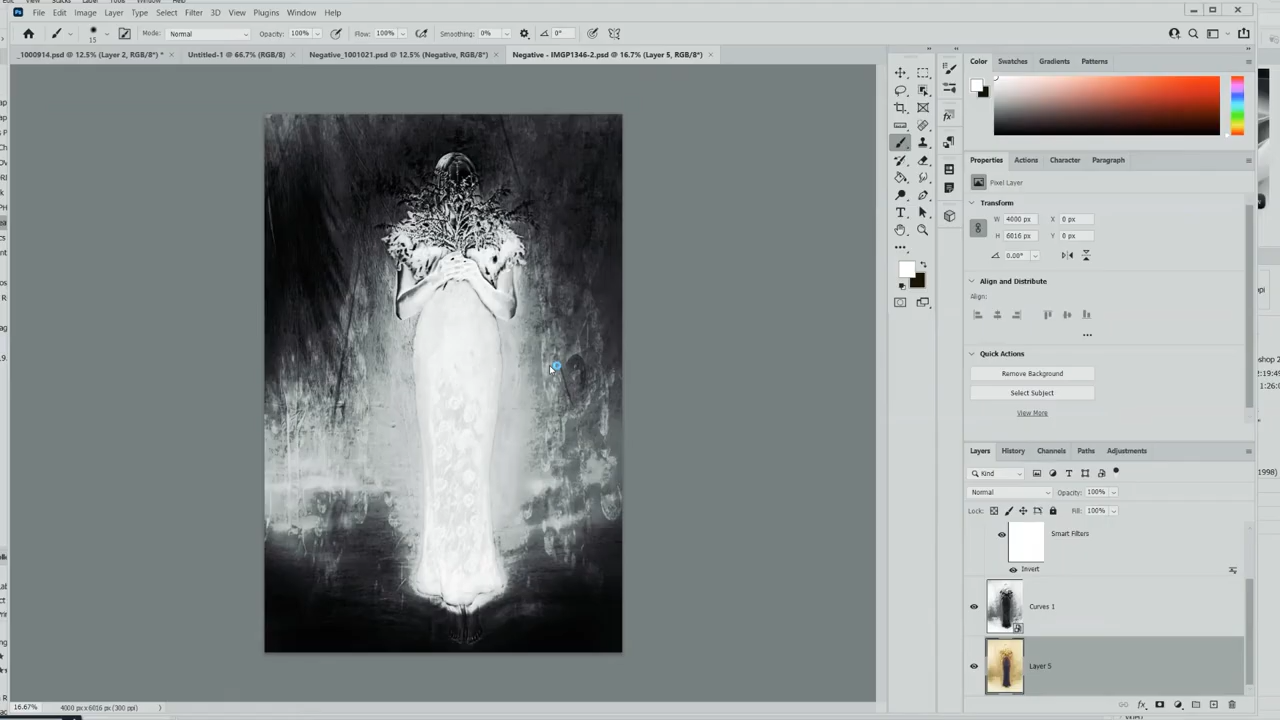 File Edit Image Layer Type Select Filter 3D View Plugins Window Help
Mode: Normal Opacity: 100% Flow: 100% Smoothing: 0% 0°
_1000914.psd @ 12.5% (Layer 2, RGB/8*) * × Untitled-1 @ 66.7% (RGB/8) × Negative_1001021.psd @ 12.5% (Negative, RGB/8*) × Negative - IMGP1346-2.psd @ 16.7% (Layer 5, RGB/8*) ×
Color Swatches Gradients Patterns
Properties Actions Character Paragraph
Pixel Layer
Transform
W 4000 px X 0 px
H 6016 px Y 0 px
0.00°
Align and Distribute
Align:
Quick Actions
Remove Background
Select Subject
View More
Layers History Channels Paths Adjustments
Kind
Normal Opacity: 100%
Lock: Fill: 100%
Smart Filters
Invert
Curves 1
Layer 5
16.67% 4000 px x 6016 px (300 ppi)